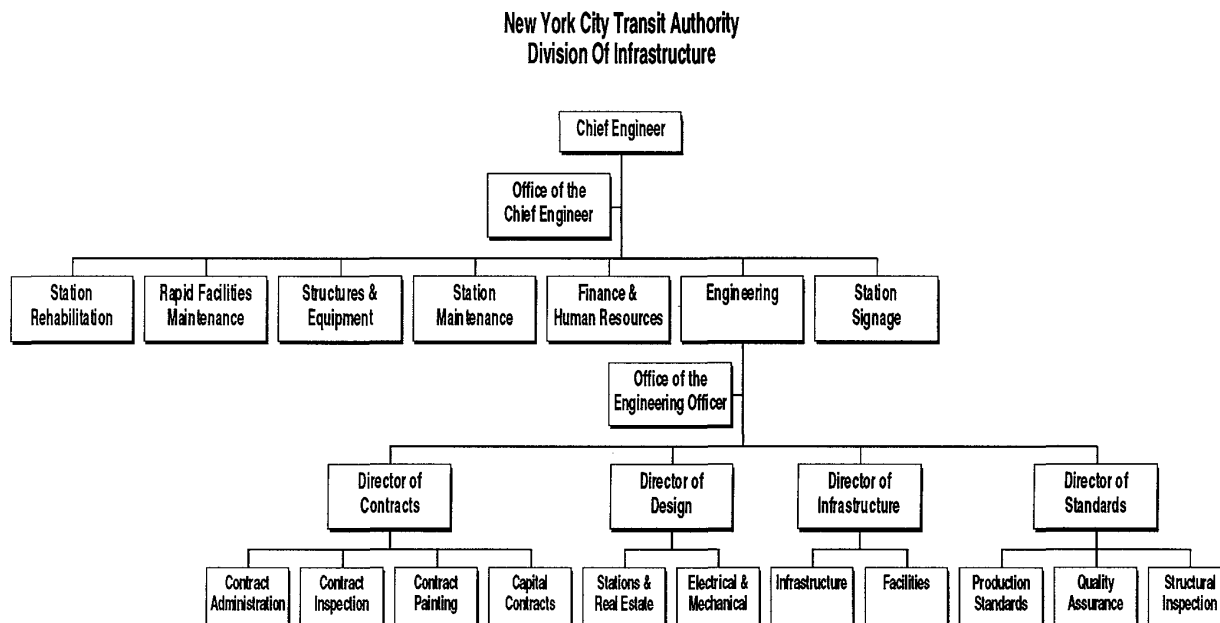 New York City Transit Authority
Division Of Infrastructure
Chief Engineer
Office of the
Chief Engineer
Station
Rehabilitation
Rapid Facilities
Maintenance
Structures &
Equipment
Station
Maintenance
Finance &
Human Resources
Engineering
Station
Signage
Office of the
Engineering Officer
Director of
Contracts
Director of
Design
Director of
Infrastructure
Director of
Standards
Contract
Administration
Contract
Inspection
Contract
Painting
Capital
Contracts
Stations &
Real Estate
Electrical &
Mechanical
Infrastructure
Facilities
Production
Standards
Quality
Assurance
Structural
Inspection